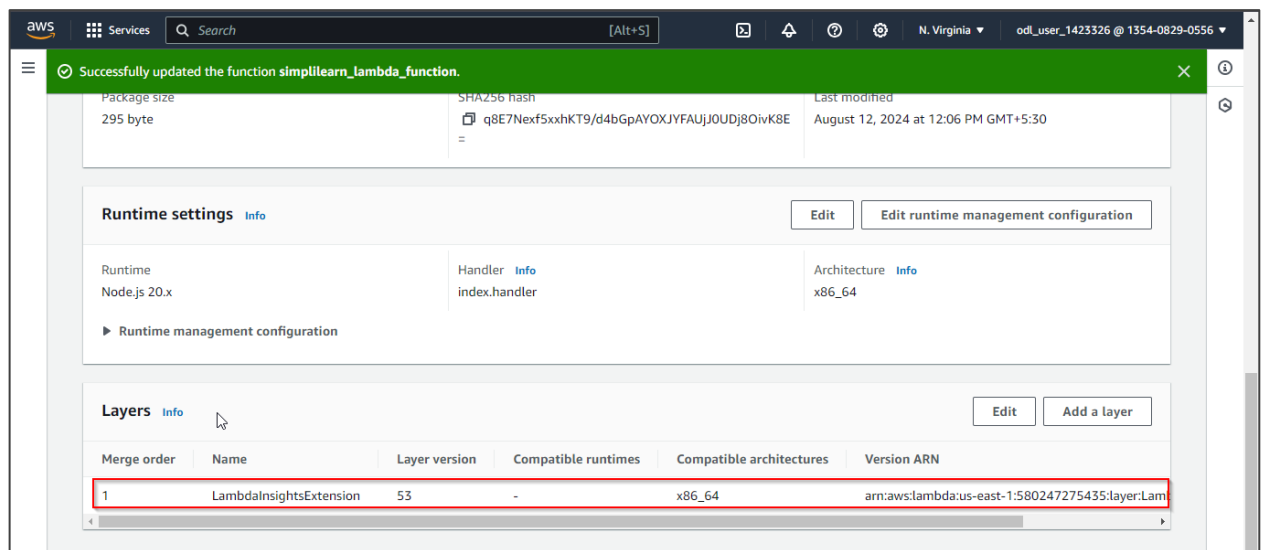 aws
Services
Search
[Alt+S]
N. Virginia
odl_user_1423326 @ 1354-0829-0556
Successfully updated the function simplilearn_lambda_function.
Package size
SHA256 hash
Last modified
295 byte
q8E7Nexf5xxhKT9/d4bGpAYOXJYFAUjJ0UDj8OivK8E
=
August 12, 2024 at 12:06 PM GMT+5:30
Runtime settings Info
Edit
Edit runtime management configuration
Runtime
Handler Info
Architecture Info
Node.js 20.x
index.handler
x86_64
Runtime management configuration
Layers Info
Edit
Add a layer
Merge order
Name
Layer version
Compatible runtimes
Compatible architectures
Version ARN
1
LambdaInsightsExtension
53
-
x86_64
arn:aws:lambda:us-east-1:580247275435:layer:Lam